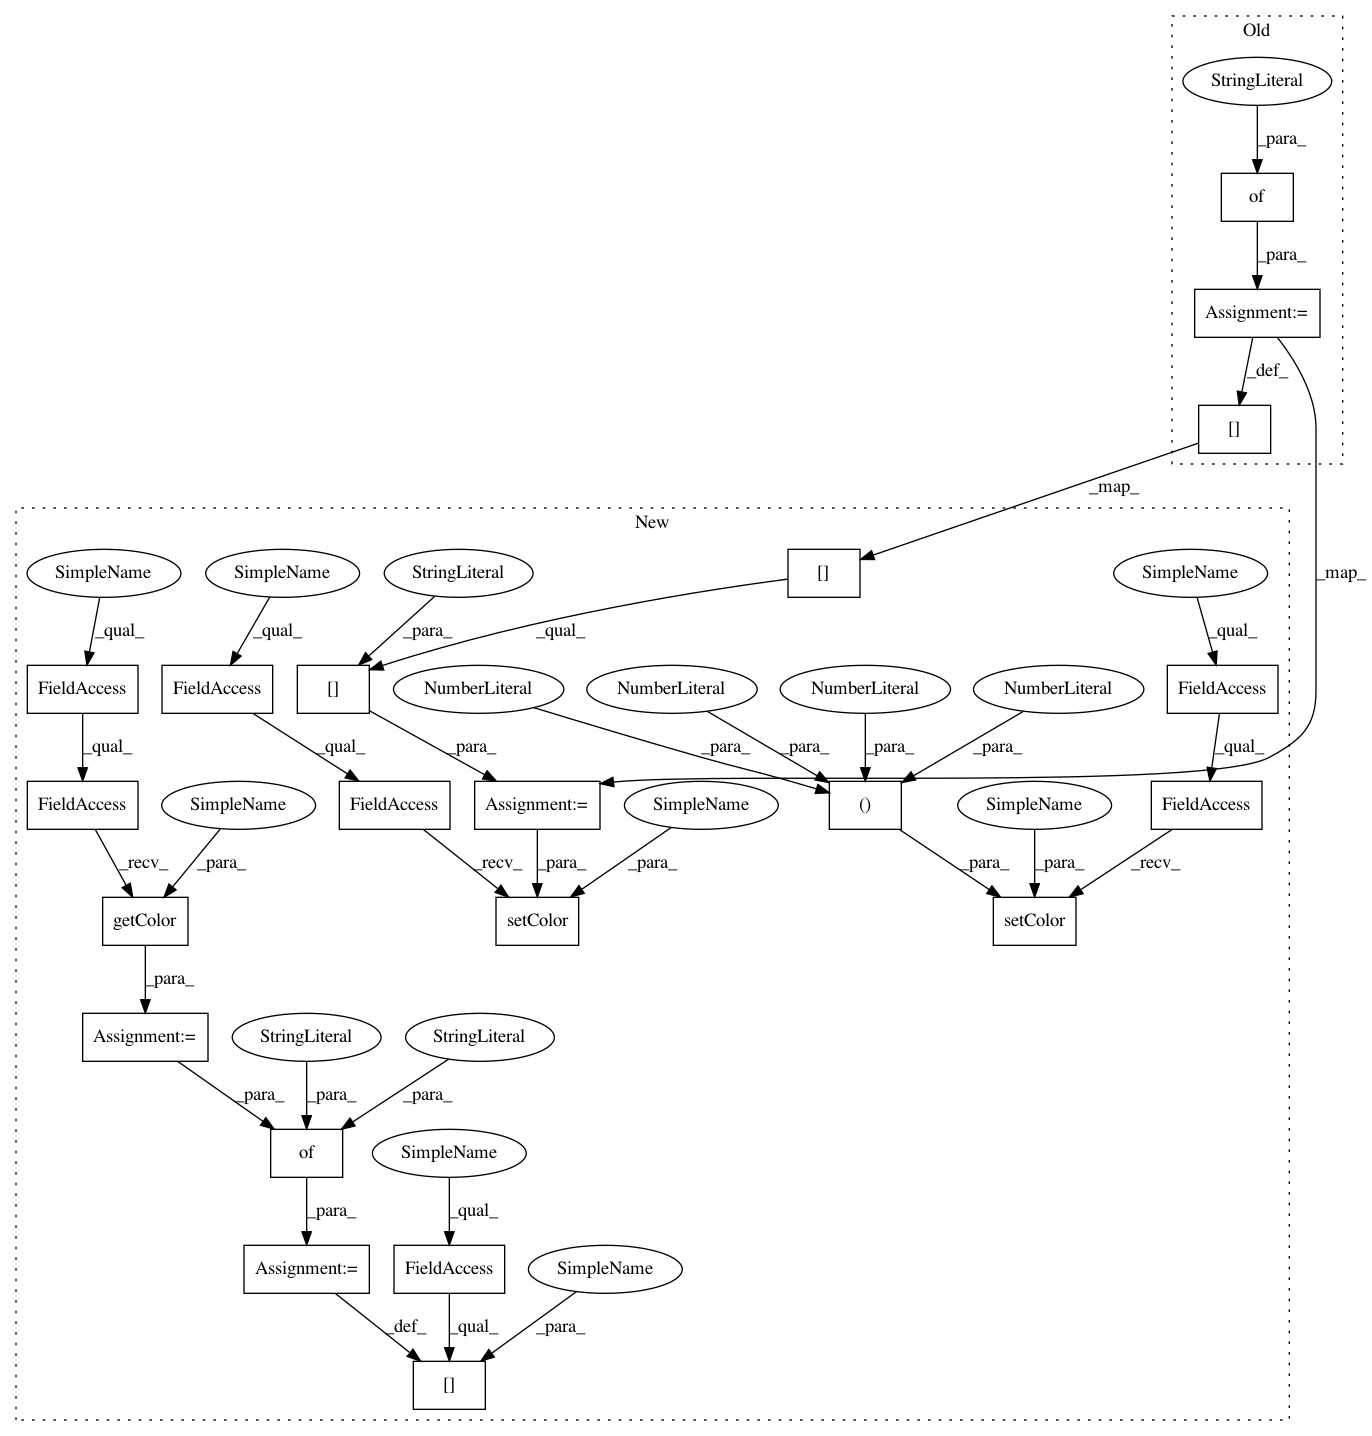 Old
StringLiteral
_para_
of
_para_
Assignment:=
_def_
[]
_map_
_map_
New
SimpleName
SimpleName
StringLiteral
[]
SimpleName
_qual_
_qual_
_para_
_qual_
_qual_
FieldAccess
FieldAccess
[]
NumberLiteral
NumberLiteral
NumberLiteral
NumberLiteral
FieldAccess
_qual_
_qual_
_para_
_para_
_para_
_para_
_para_
_qual_
FieldAccess
SimpleName
FieldAccess
Assignment:=
SimpleName
()
SimpleName
FieldAccess
_recv_
_para_
_recv_
_para_
_para_
_para_
_para_
_recv_
getColor
setColor
setColor
_para_
Assignment:=
StringLiteral
StringLiteral
_para_
_para_
_para_
of
SimpleName
_para_
_qual_
Assignment:=
FieldAccess
SimpleName
_def_
_qual_
_para_
[]